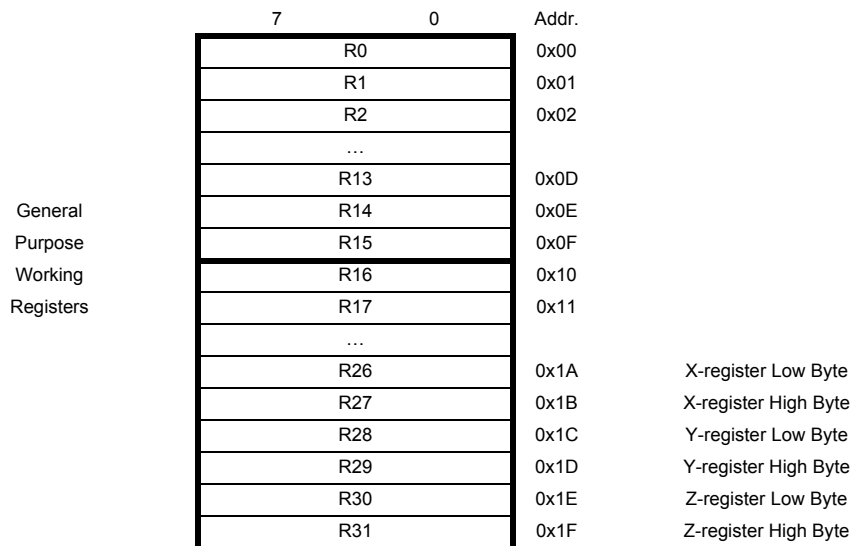 7 0 Addr.
R0 0x00
R1 0x01
R2 0x02
…
R13 0x0D
General R14 0x0E
Purpose R15 0x0F
Working R16 0x10
Registers R17 0x11
…
R26 0x1A X-register Low Byte
R27 0x1B X-register High Byte
R28 0x1C Y-register Low Byte
R29 0x1D Y-register High Byte
R30 0x1E Z-register Low Byte
R31 0x1F Z-register High Byte